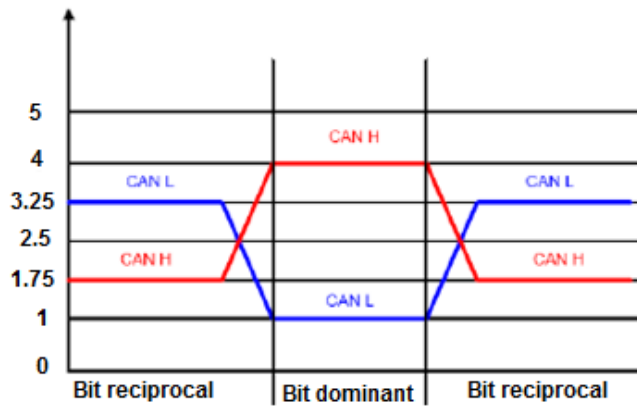 5
CAN H
4
CAN L
CAN L
3.25
2.5
CAN H
CAN H
1.75
CAN L
1
0
Bit reciprocal
Bit dominant
Bit reciprocal